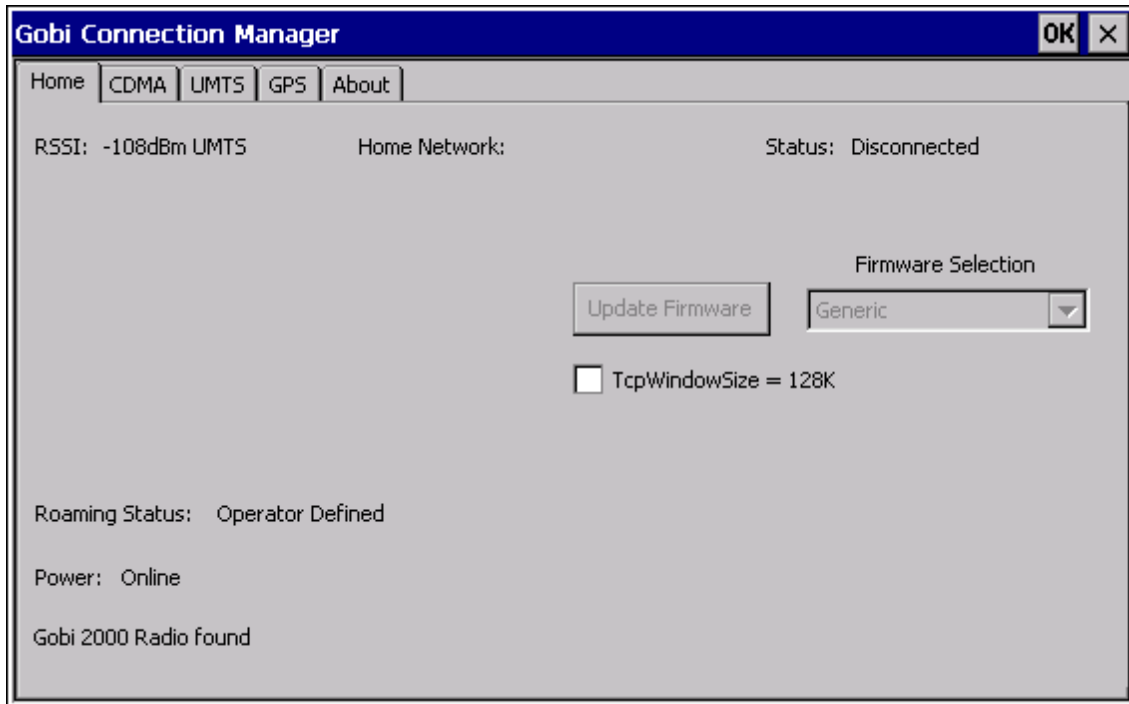 Gobi Connection Manager OK ×
Home CDMA UMTS GPS About
RSSI: -108dBm UMTS Home Network: Status: Disconnected
Firmware Selection
Update Firmware Generic
TcpWindowSize = 128K
Roaming Status: Operator Defined
Power: Online
Gobi 2000 Radio found